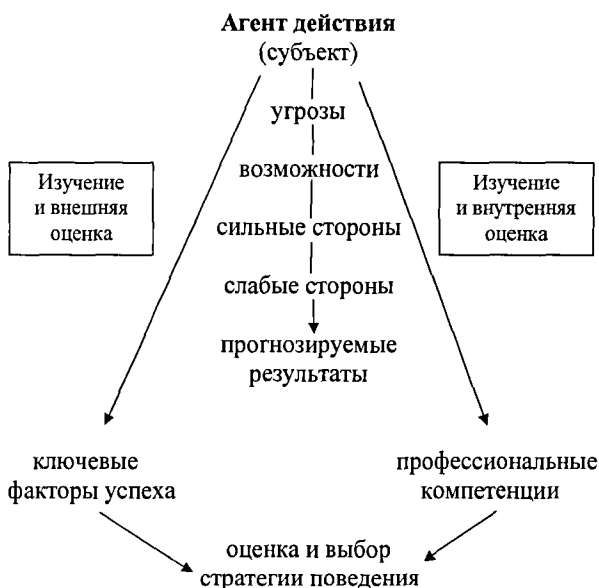 Агент действия
(субъект)
угрозы
возможности
Изучение
и внешняя
оценка
Изучение
и внутренняя
оценка
сильные стороны
слабые стороны
прогнозируемые
результаты
ключевые
факторы успеха
профессиональные
компетенции
оценка и выбор
стратегии поведения